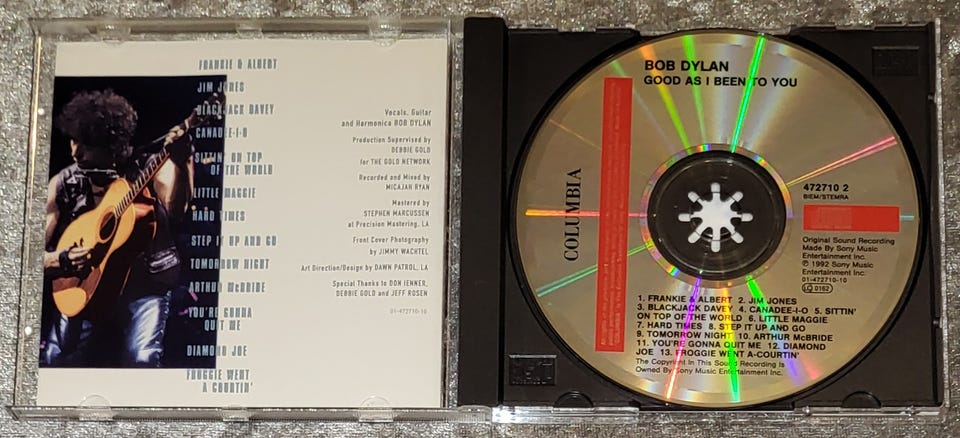 FRANKIE & ALBERT
JIM JONES
BLACKJACK DAVEY
CANADEE-I-O
SITTIN' ON TOP
OF THE WORLD
LITTLE MAGGIE
HARD TIMES
STEP IT UP AND GO
TOMORROW NIGHT
ARTHUR McBRIDE
YOU'RE GONNA
QUIT ME
DIAMOND JOE
FROGGIE WENT
A COURTIN'
Vocals, Guitar
and Harmonica BOB DYLAN
Production Supervised by
DEBBIE GOLD
for THE GOLD NETWORK
Recorded and Mixed by
MICAJAH RYAN
Mastered by
STEPHEN MARCUSSEN
at Precision Mastering, LA
Front Cover Photography
by JIMMY WACHTEL
Art Direction/Design by DAWN PATROL, LA
Special Thanks to DON IENNER,
DEBBIE GOLD and JEFF ROSEN
01-472710-10
BOB DYLAN
GOOD AS I BEEN TO YOU
COLUMBIA
472710 2
BIEM/STEMRA
Original Sound Recording
Made By Sony Music
Entertainment Inc.
℗ 1992 Sony Music
Entertainment Inc.
01-472710-10
LC 0162
1. FRANKIE & ALBERT 2. JIM JONES
3. BLACKJACK DAVEY 4. CANADEE-I-O 5. SITTIN'
ON TOP OF THE WORLD 6. LITTLE MAGGIE
7. HARD TIMES 8. STEP IT UP AND GO
9. TOMORROW NIGHT 10. ARTHUR McBRIDE
11. YOU'RE GONNA QUIT ME 12. DIAMOND
JOE 13. FROGGIE WENT A-COURTIN'
The Copyright In This Sound Recording Is
Owned By Sony Music Entertainment Inc.